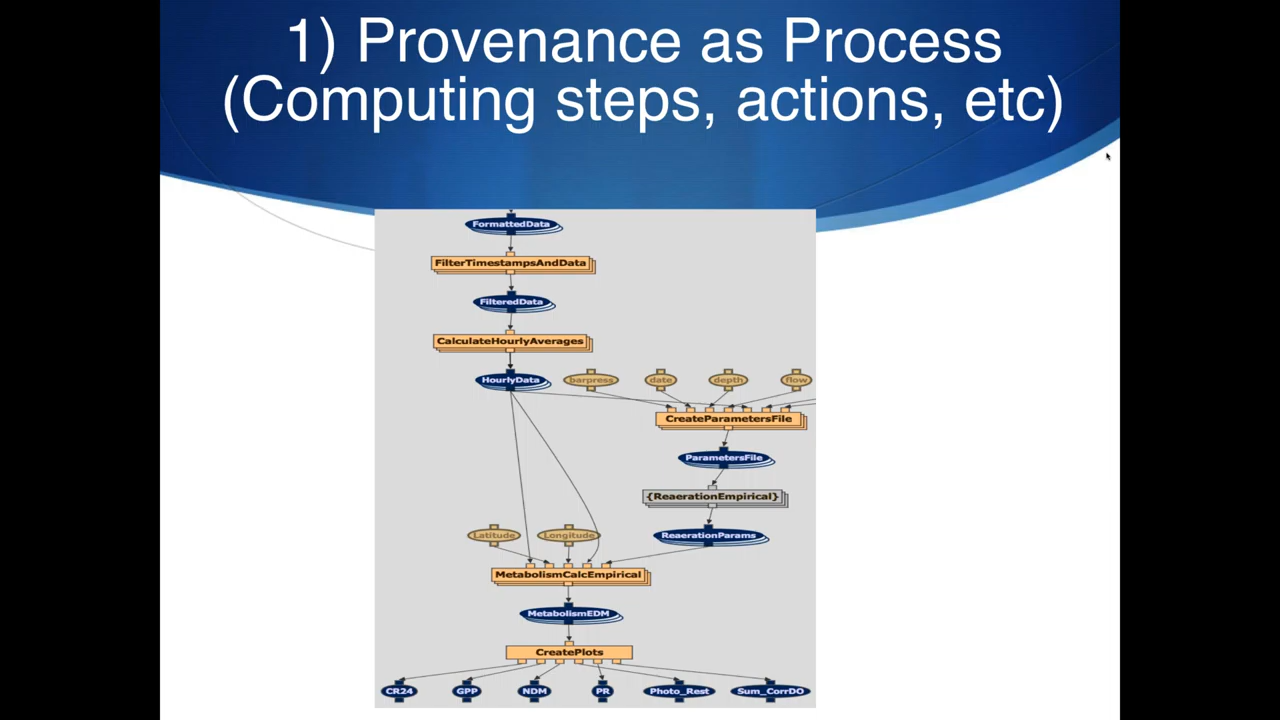 1) Provenance as Process
(Computing steps, actions, etc)
FormattedData
FilterTimestampsAndData
FilteredData
CalculateHourlyAverages
HourlyData barpress date depth flow
CreateParametersFile
ParametersFile
{ReaerationEmpirical}
Latitude Longitude ReaerationParams
MetabolismCalcEmpirical
MetabolismEDM
CreatePlots
CR24 GPP NDM PR Photo_Rest Sum_CorrDO